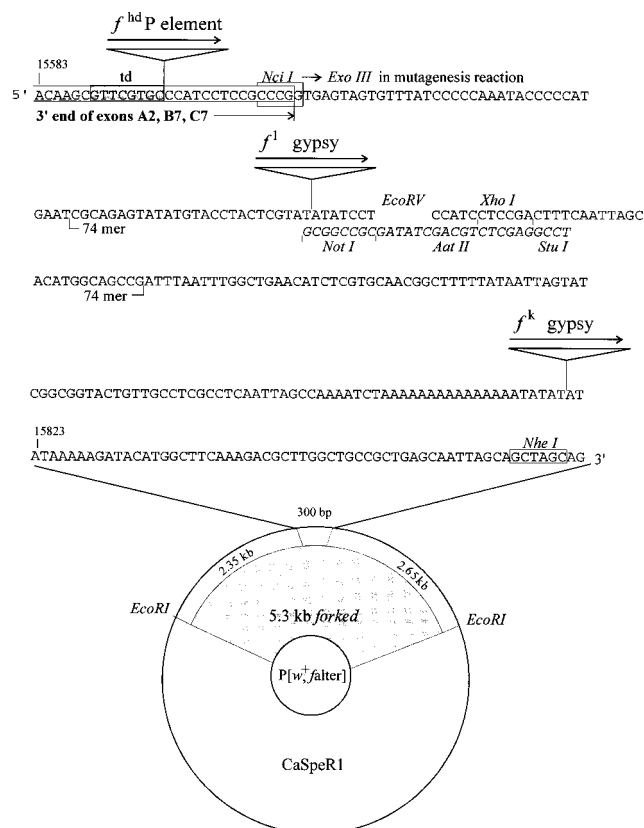 f hd P element
15583
td
Nci I → Exo III in mutagenesis reaction
5' ACAAGCGTTCGTGCCCATCCTCCGCCCGGTGAGTAGTGTTTATCCCCCAAATACCCCCAT
3' end of exons A2, B7, C7
f 1 gypsy
EcoRV
Xho I
GAATCGCAGAGTATATGTACCTACTCGTATATATCCT CCATCCTCCGACTTTCAATTAGC
GCGGCCGCGATATCGACGTCTCGAGGCCT
74 mer
Not I
Aat II
Stu I
ACATGGCAGCCGATTTAATTTGGCTGAACATCTCGTGCAACGGCTTTTTATAATTAGTAT
74 mer
f k gypsy
CGGCGGTACTGTTGCCTCGCCTCAATTAGCCAAAATCTAAAAAAAAAAAAAAAATATATAT
15823
Nhe I
ATAAAAAGATACATGGCTTCAAAGACGCTTGGCTGCCGCTGAGCAATTAGCAGCTAGCAG 3'
300 bp
2.35 kb
2.65kb
EcoRI
EcoRI
5.3 kb forked
P[w+, falter]
CaSpeR1